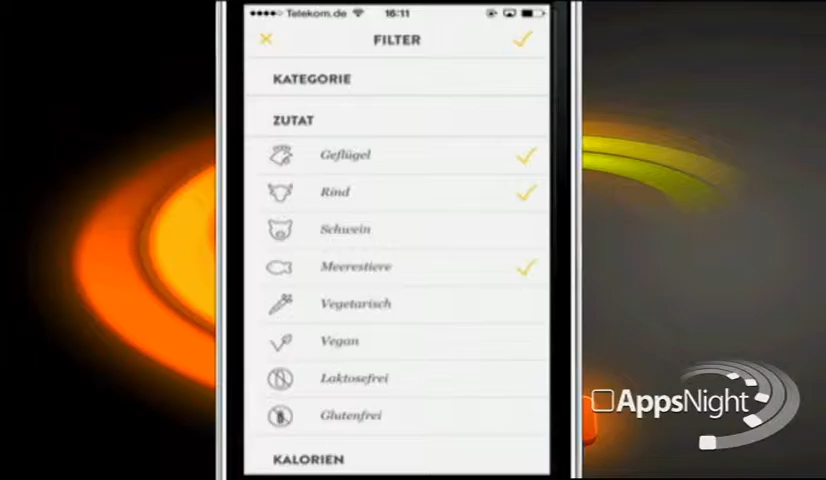 Telekom.de 16:11
FILTER
KATEGORIE
ZUTAT
Geflügel
Rind
Schwein
Meerestiere
Vegetarisch
Vegan
Laktosefrei
Glutenfrei
KALORIEN
AppsNight